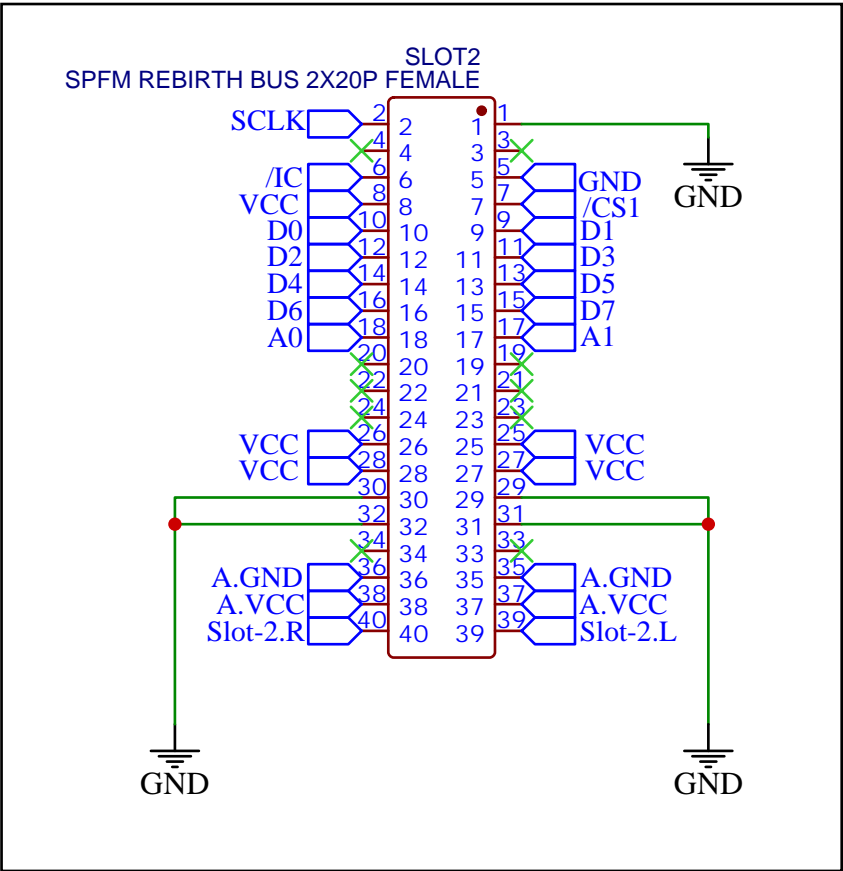 SLOT2
SPFM REBIRTH BUS 2X20P FEMALE
SCLK 2 2 1 1
4 4 3 3
/IC 6 6 5 5 GND
VCC 8 8 7 7 /CS1
D0 10 10 9 9 D1
D2 12 12 11 11 D3
D4 14 14 13 13 D5
D6 16 16 15 15 D7
A0 18 18 17 17 A1
20 20 19 19
22 22 21 21
24 24 23 23
VCC 26 26 25 25 VCC
VCC 28 28 27 27 VCC
30 30 29 29
32 32 31 31
34 34 33 33
A.GND 36 36 35 35 A.GND
A.VCC 38 38 37 37 A.VCC
Slot-2.R 40 40 39 39 Slot-2.L
GND
GND
GND